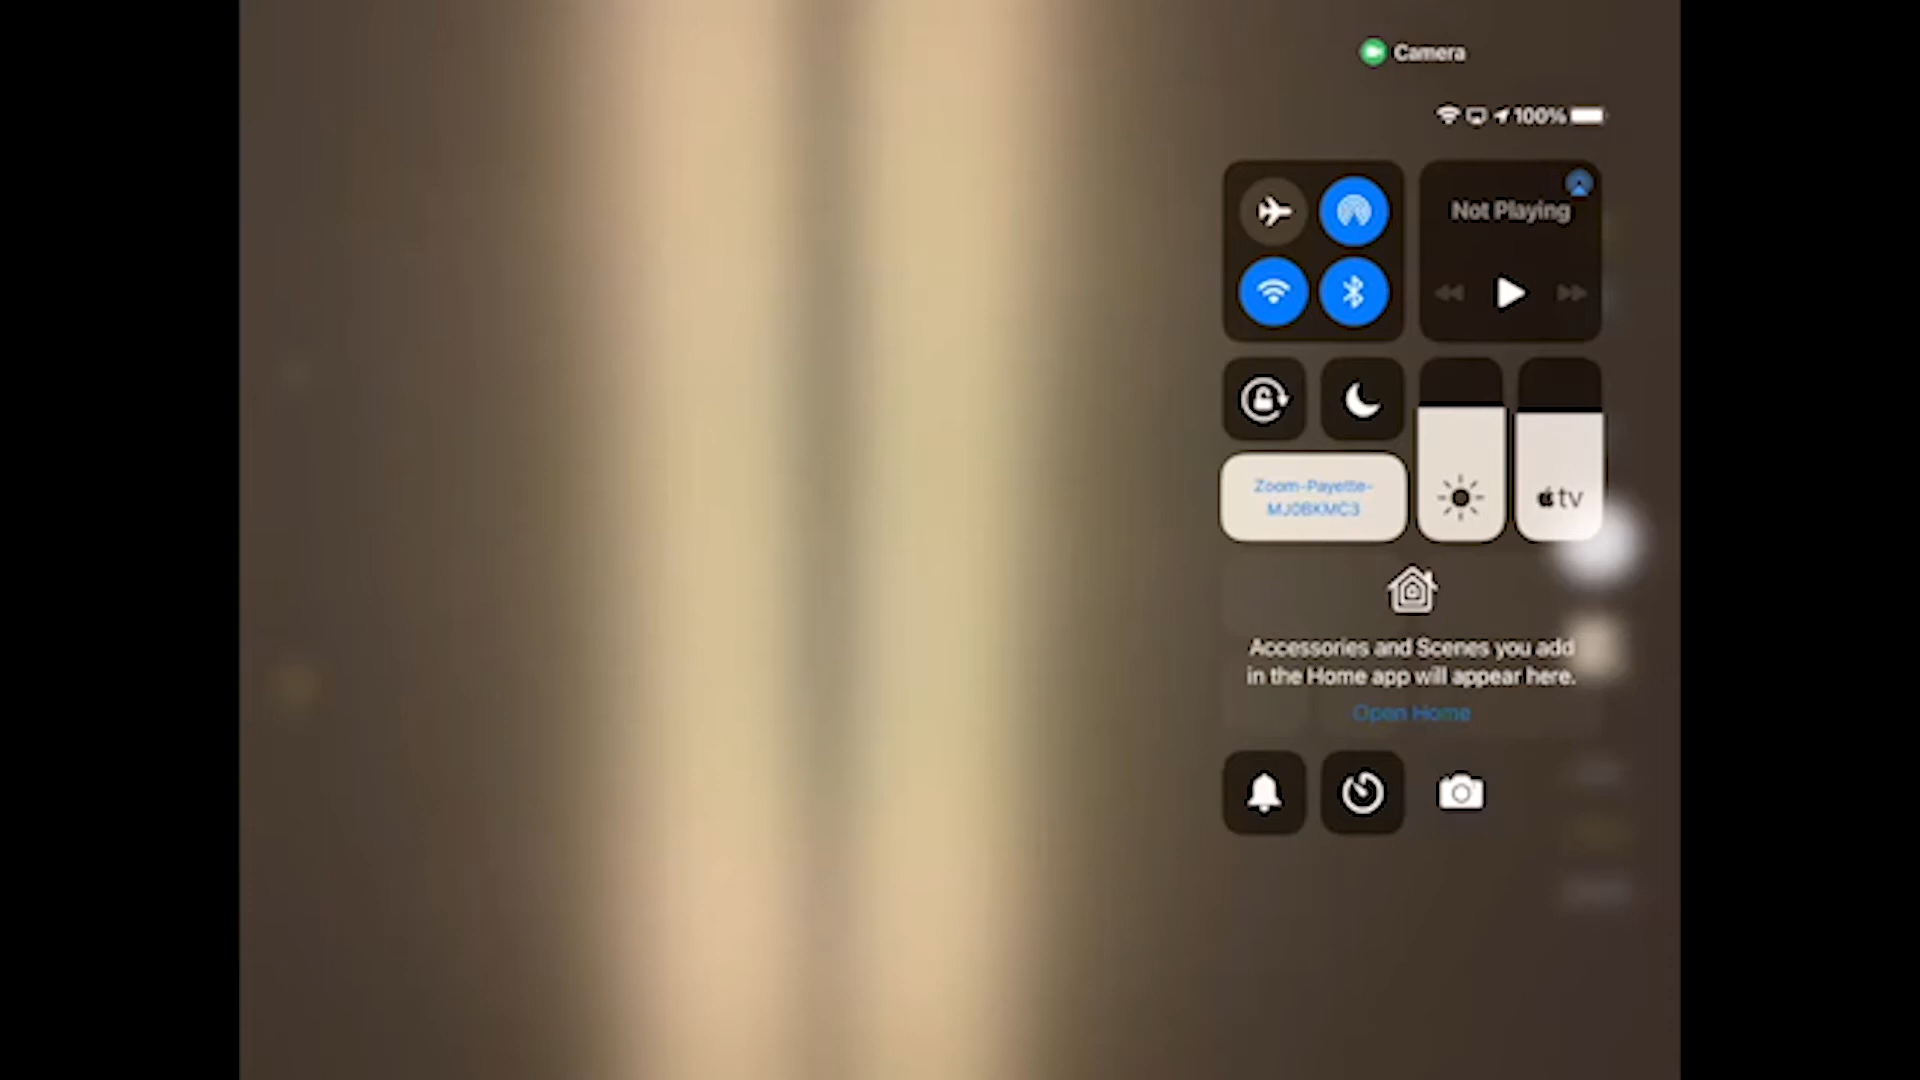 Camera
100%
Not Playing
Zoom-Payette-
MJ0BKMC3
tv
Accessories and Scenes you add
in the Home app will appear here.
Open Home